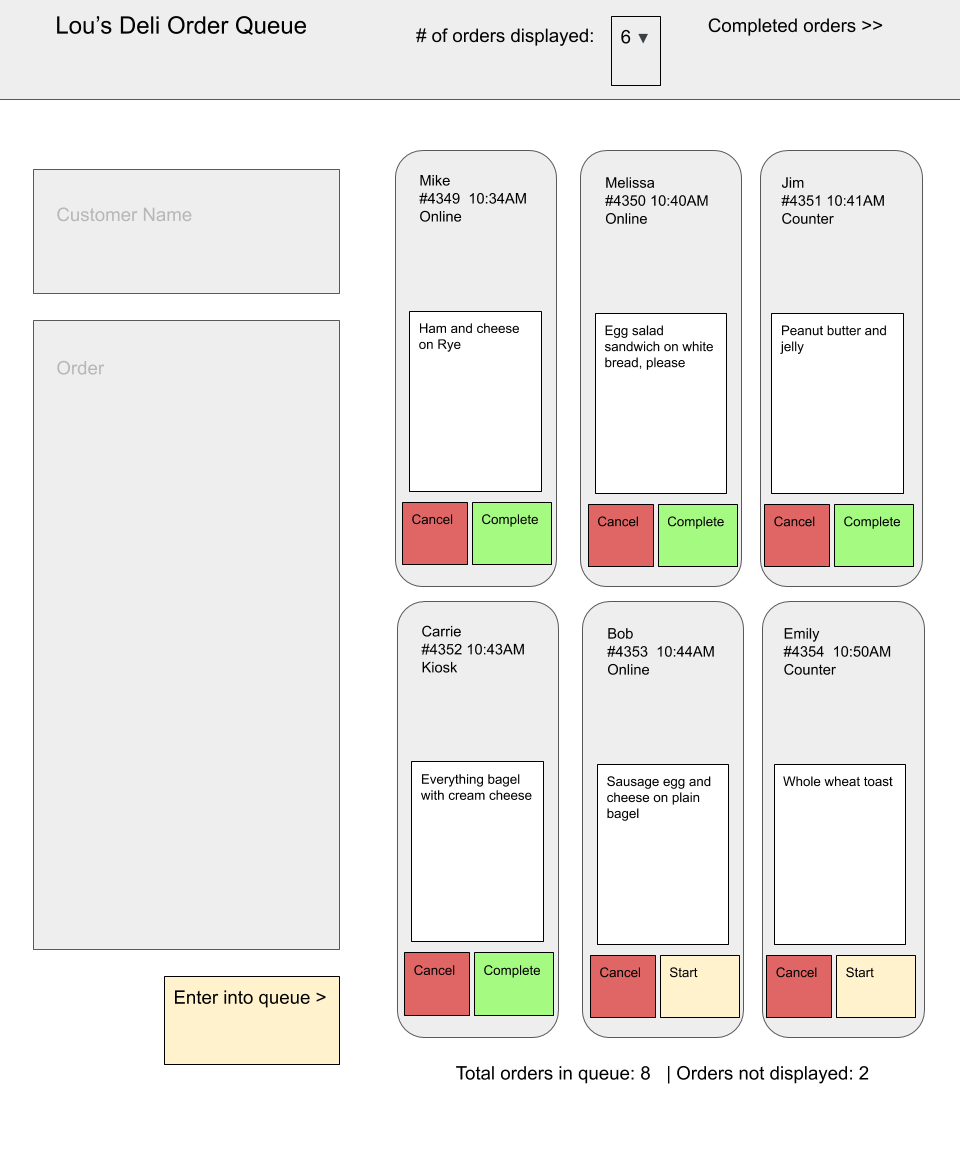 Lou’s Deli Order Queue
# of orders displayed:
6 ▼
Completed orders >>
Customer Name
Order
Enter into queue >
Mike
#4349  10:34AM
Online
Ham and cheese
on Rye
Cancel
Complete
Melissa
#4350 10:40AM
Online
Egg salad
sandwich on white
bread, please
Cancel
Complete
Jim
#4351 10:41AM
Counter
Peanut butter and
jelly
Cancel
Complete
Carrie
#4352 10:43AM
Kiosk
Everything bagel
with cream cheese
Cancel
Complete
Bob
#4353  10:44AM
Online
Sausage egg and
cheese on plain
bagel
Cancel
Start
Emily
#4354  10:50AM
Counter
Whole wheat toast
Cancel
Start
Total orders in queue: 8   | Orders not displayed: 2